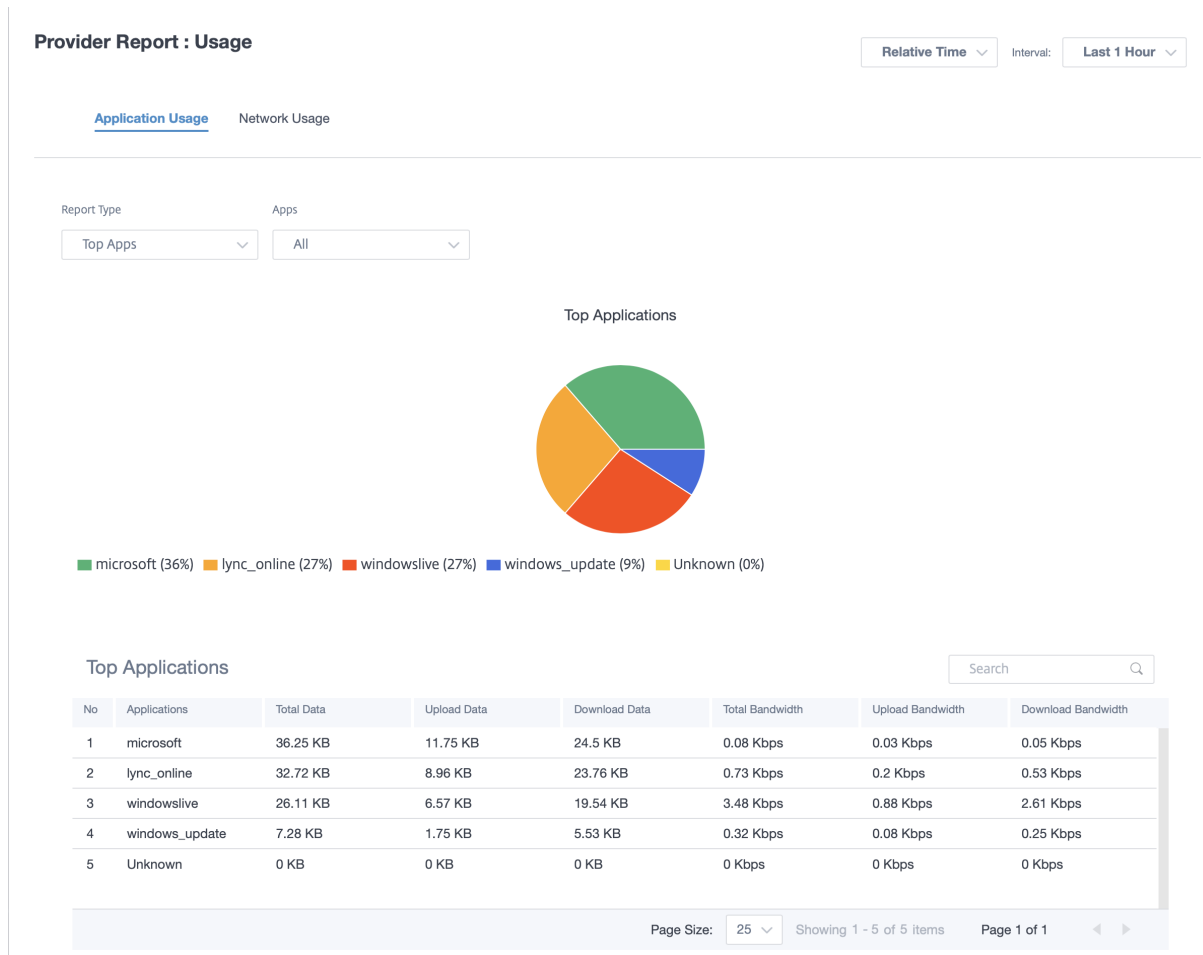 Provider Report : Usage
Relative Time Interval: Last 1 Hour
Application Usage Network Usage
Report Type Apps
Top Apps All
Top Applications
microsoft (36%) lync_online (27%) windowslive (27%) windows_update (9%) Unknown (0%)
Top Applications Search
No Applications Total Data Upload Data Download Data Total Bandwidth Upload Bandwidth Download Bandwidth
1 microsoft 36.25 KB 11.75 KB 24.5 KB 0.08 Kbps 0.03 Kbps 0.05 Kbps
2 lync_online 32.72 KB 8.96 KB 23.76 KB 0.73 Kbps 0.2 Kbps 0.53 Kbps
3 windowslive 26.11 KB 6.57 KB 19.54 KB 3.48 Kbps 0.88 Kbps 2.61 Kbps
4 windows_update 7.28 KB 1.75 KB 5.53 KB 0.32 Kbps 0.08 Kbps 0.25 Kbps
5 Unknown 0 KB 0 KB 0 KB 0 Kbps 0 Kbps 0 Kbps
Page Size: 25 Showing 1 - 5 of 5 items Page 1 of 1